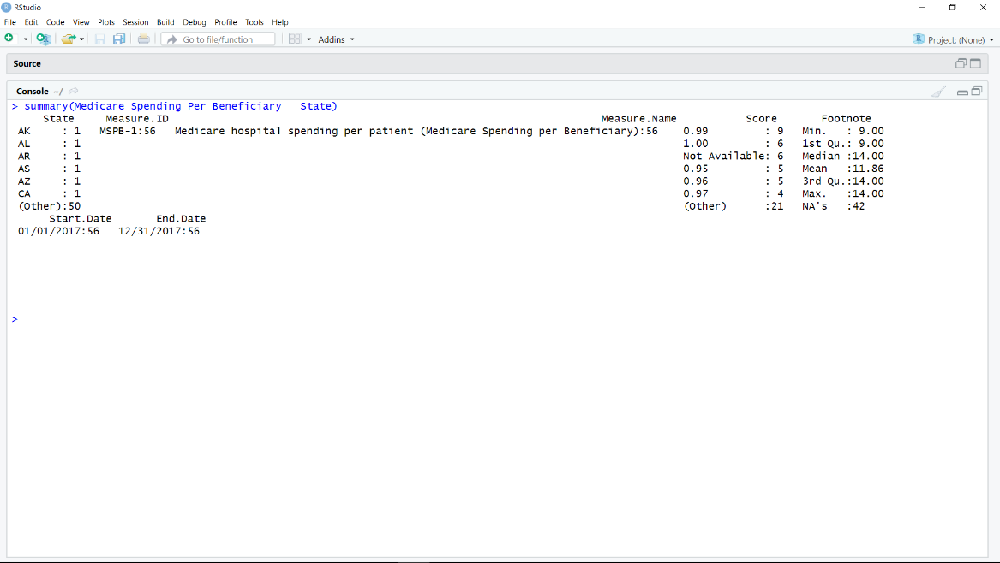 RStudio
File Edit Code View Plots Session Build Debug Profile Tools Help
Go to file/function Addins Project: (None)
Source
Console ~/
> summary(Medicare_Spending_Per_Beneficiary___State)
State Measure.ID Measure.Name Score Footnote
AK : 1 MSPB-1:56 Medicare hospital spending per patient (Medicare Spending per Beneficiary):56 0.99 : 9 Min. : 9.00
AL : 1 1.00 : 6 1st Qu.: 9.00
AR : 1 Not Available: 6 Median :14.00
AS : 1 0.95 : 5 Mean :11.86
AZ : 1 0.96 : 5 3rd Qu.:14.00
CA : 1 0.97 : 4 Max. :14.00
(Other):50 (Other) :21 NA's :42
Start.Date End.Date
01/01/2017:56 12/31/2017:56
>